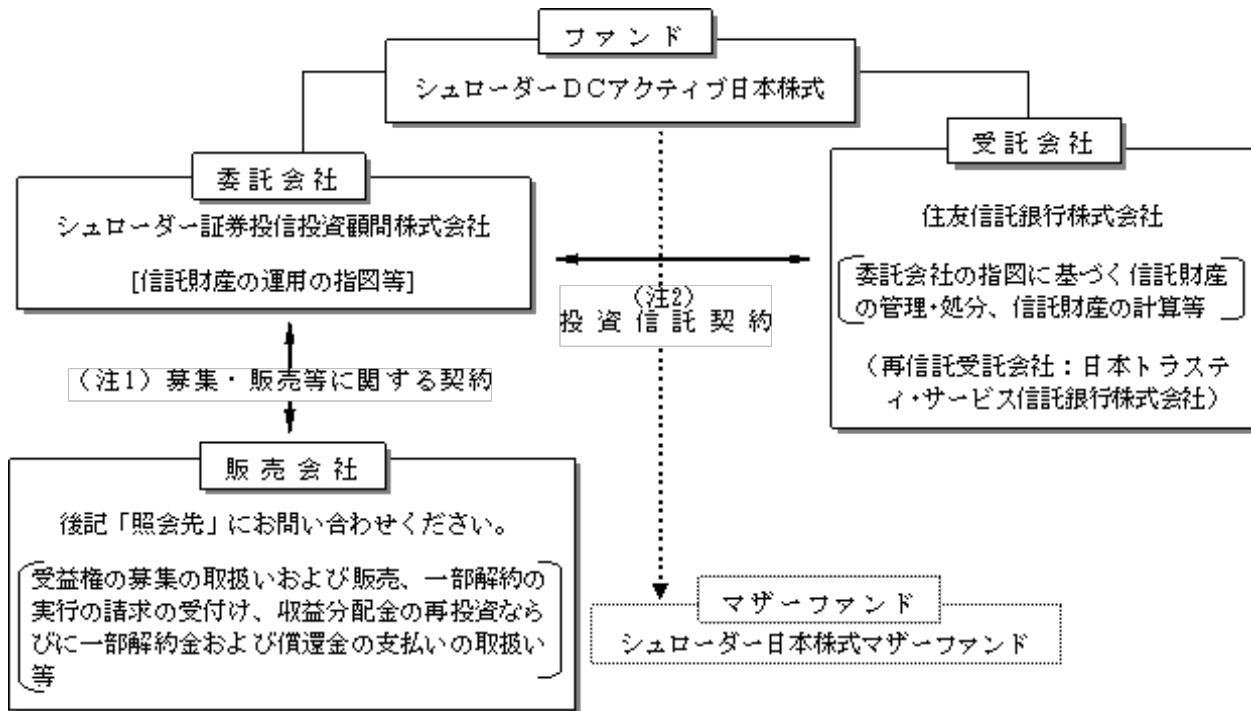 ファンド
シュローダーＤＣアクティブ日本株式
委託会社
シュローダー証券投信投資顧問株式会社
[信託財産の運用の指図等]
受託会社
住友信託銀行株式会社
委託会社の指図に基づく信託財産
の管理・処分、信託財産の計算等
（再信託受託会社：日本トラステ
ィ・サービス信託銀行株式会社）
（注2）
投資信託契約
（注1）募集・販売等に関する契約
販売会社
後記「照会先」にお問い合わせください。
受益権の募集の取扱いおよび販売、一部解約の
実行の請求の受付け、収益分配金の再投資なら
びに一部解約金および償還金の支払いの取扱い
等
マザーファンド
シュローダー日本株式マザーファンド